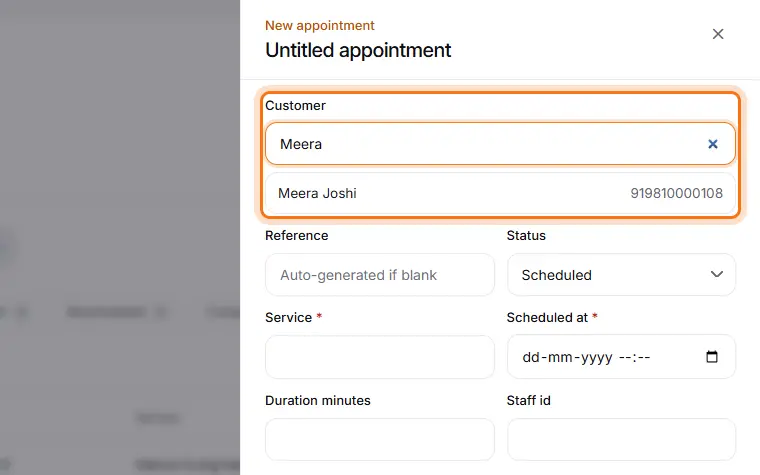 New appointment
Untitled appointment
Customer
Meera
Meera Joshi 919810000108
Reference Status
Auto-generated if blank Scheduled
Service * Scheduled at *
dd-mm-yyyy --:--
Duration minutes Staff id